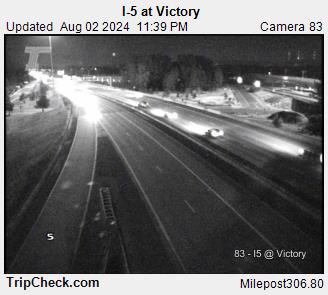 I-5 at Victory
Updated Aug 02 2024 11:39 PM Camera 83
S
83 - I5 @ Victory
TripCheck.com Milepost306.80